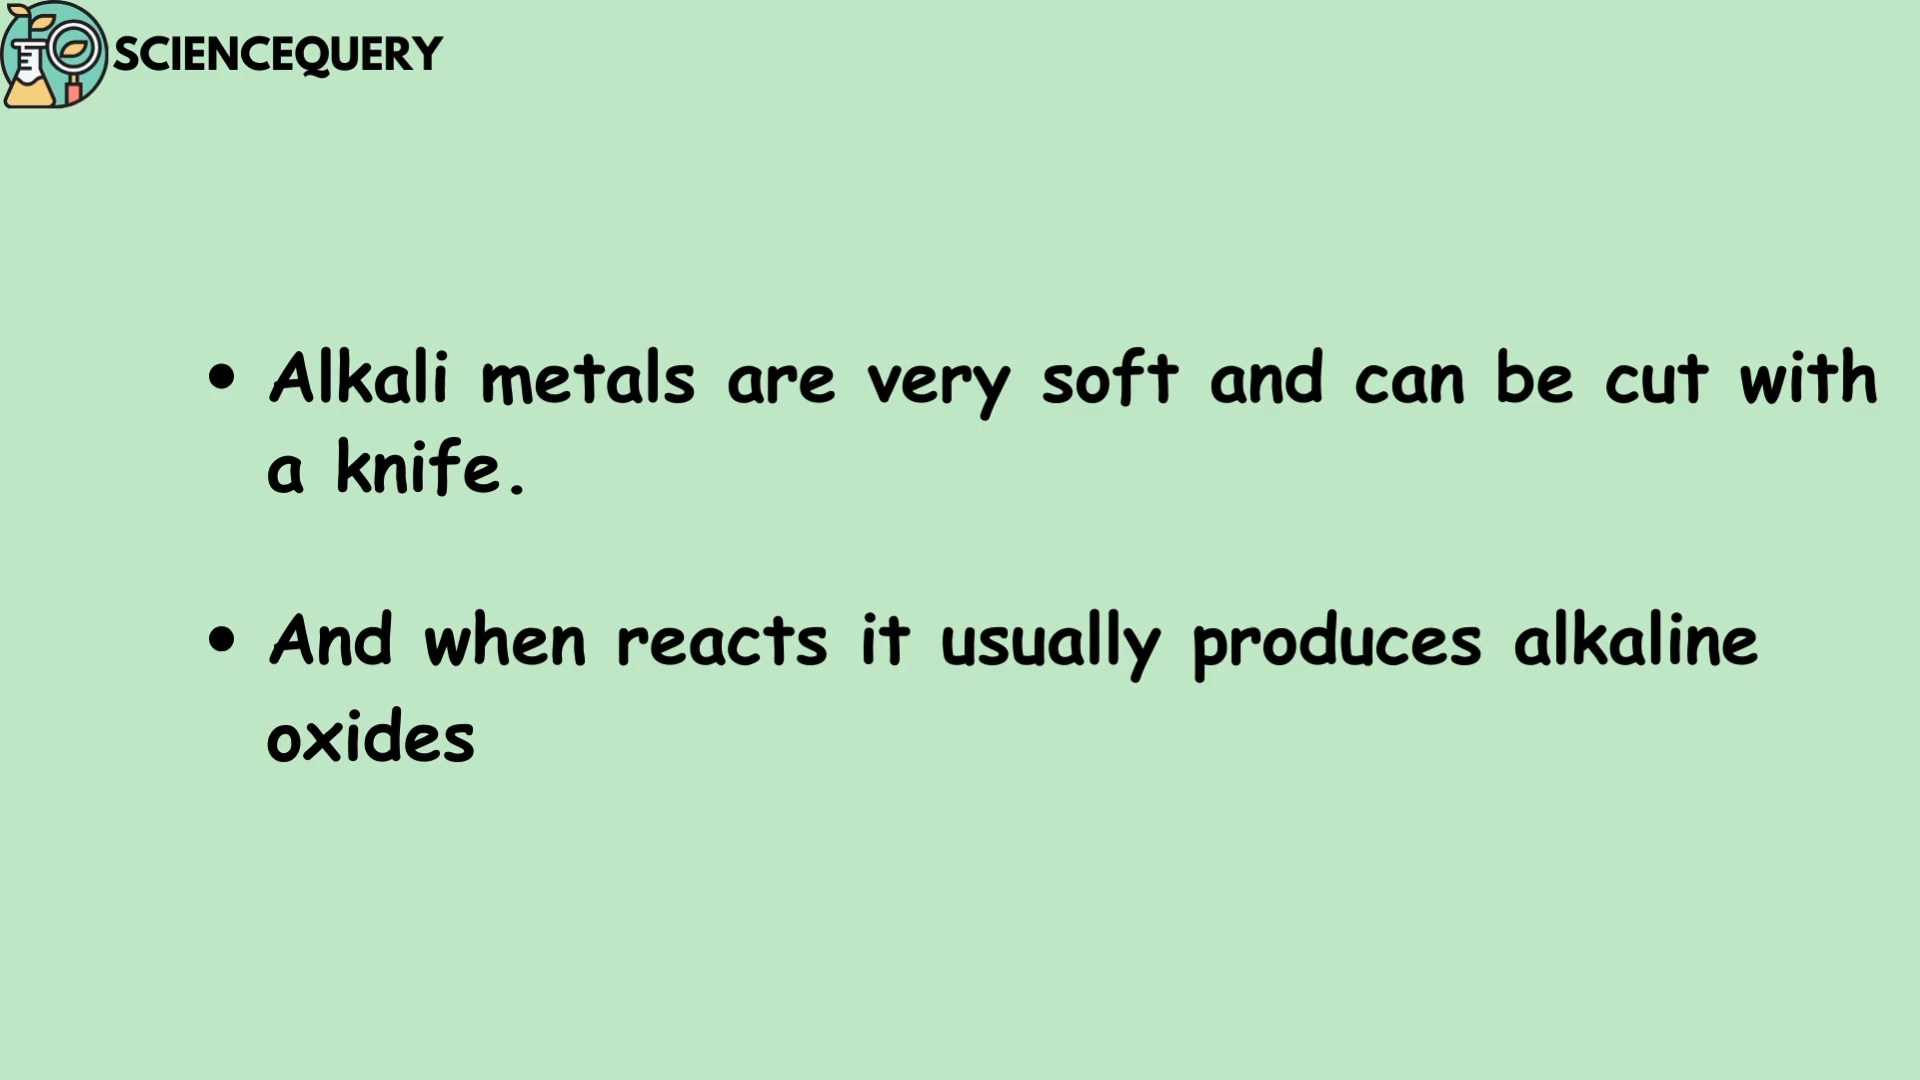 SCIENCEQUERY
• Alkali metals are very soft and can be cut with
a knife.
• And when reacts it usually produces alkaline
oxides